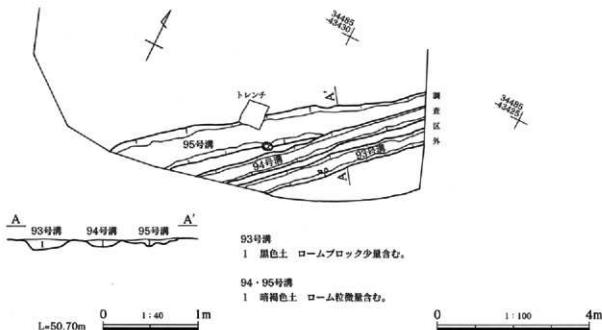 34485
-43430
34485
-43425
トレンチ
A'
調査区外
95号溝
94号溝
93号溝
A
A A'
93号溝 94号溝 95号溝
1 1 1
93号溝
1 黒色土 ロームブロック少量含む。
94・95号溝
1 暗褐色土 ローム粒微量含む。
L=50.70m
0 1:40 1m
0 1:100 4m